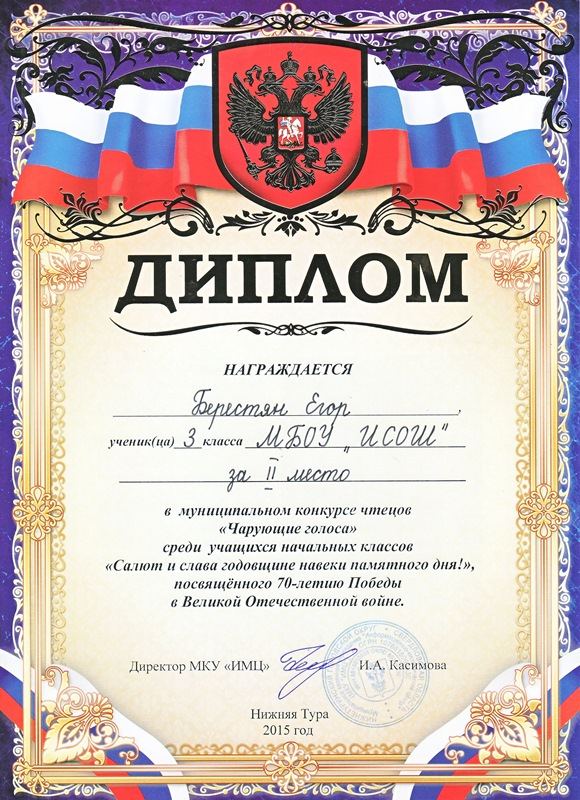 ДИПЛОМ
НАГРАЖДАЕТСЯ
Берестян Егор,
ученик(ца) 3 класса МБОУ „ИСОШ"
за II место
в муниципальном конкурсе чтецов
«Чарующие голоса»
среди учащихся начальных классов
«Салют и слава годовщине навеки памятного дня!»,
посвящённого 70-летию Победы
в Великой Отечественной войне.
Директор МКУ «ИМЦ» И.А. Касимова
Нижняя Тура
2015 год